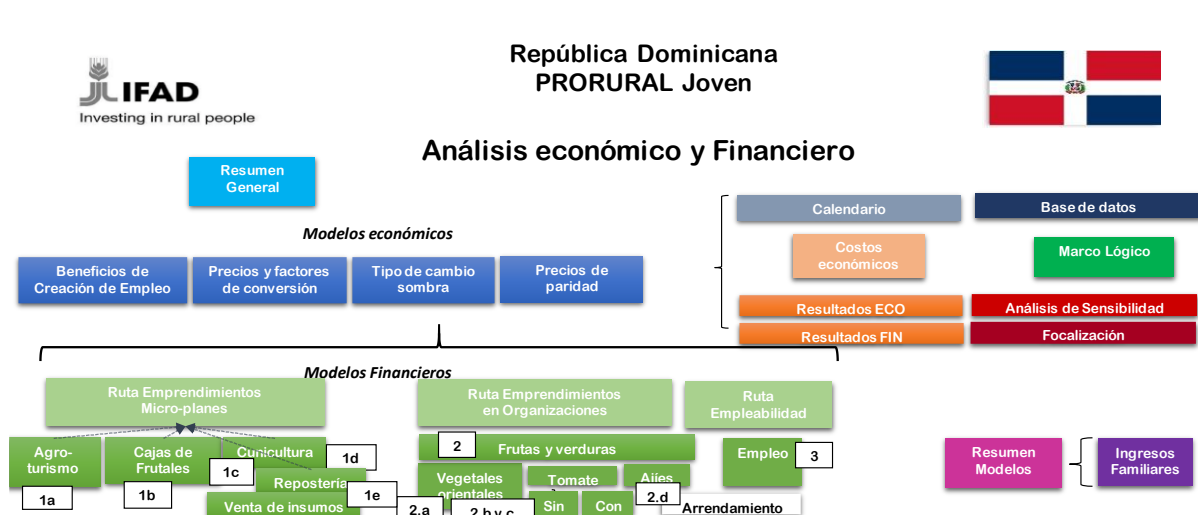 República Dominicana
PRORURAL Joven
IFAD
Investing in rural people
Análisis económico y Financiero
Resumen
General
Calendario
Base de datos
Modelos económicos
Costos
económicos
Marco Lógico
Beneficios de
Creación de Empleo
Precios y factores
de conversión
Tipo de cambio
sombra
Precios de
paridad
Resultados ECO
Análisis de Sensibilidad
Resultados FIN
Focalización
Modelos Financieros
Ruta Emprendimientos
Micro-planes
Ruta Emprendimientos
en Organizaciones
Ruta
Empleabilidad
Agro-
turismo
1a
Cajas de
Frutales
1b
Cunicultura
1c
1d
Repostería
1e
Venta de insumos
2
Frutas y verduras
Vegetales
orientales
2.a
2.b y c
Tomate
Sin
Con
Ajíes
2.d
Empleo
3
Arrendamiento
Resumen
Modelos
Ingresos
Familiares